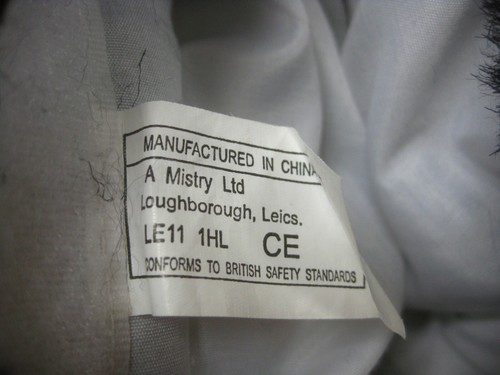 MANUFACTURED IN CHINA
A Mistry Ltd
Loughborough, Leics.
LE11 1HL CE
CONFORMS TO BRITISH SAFETY STANDARDS